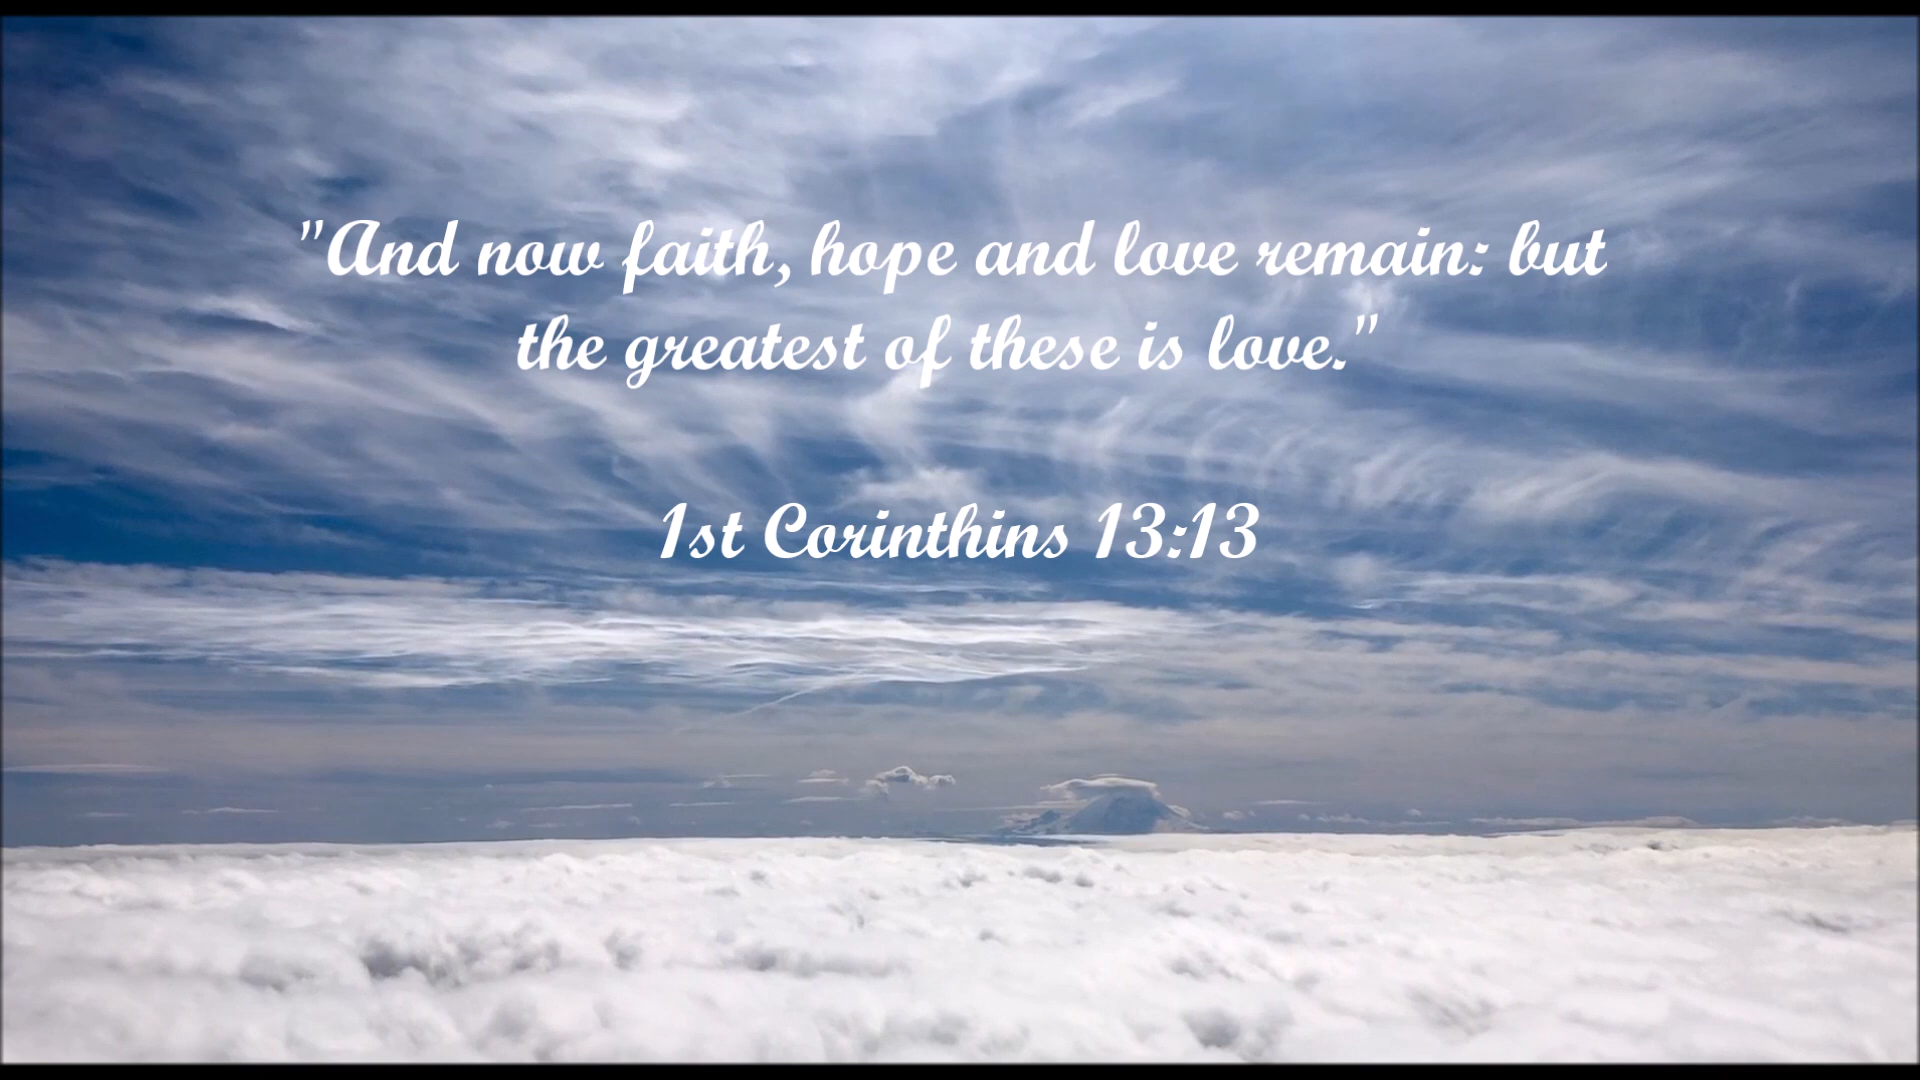 "And now faith, hope and love remain: but
the greatest of these is love."
1st Corinthins 13:13